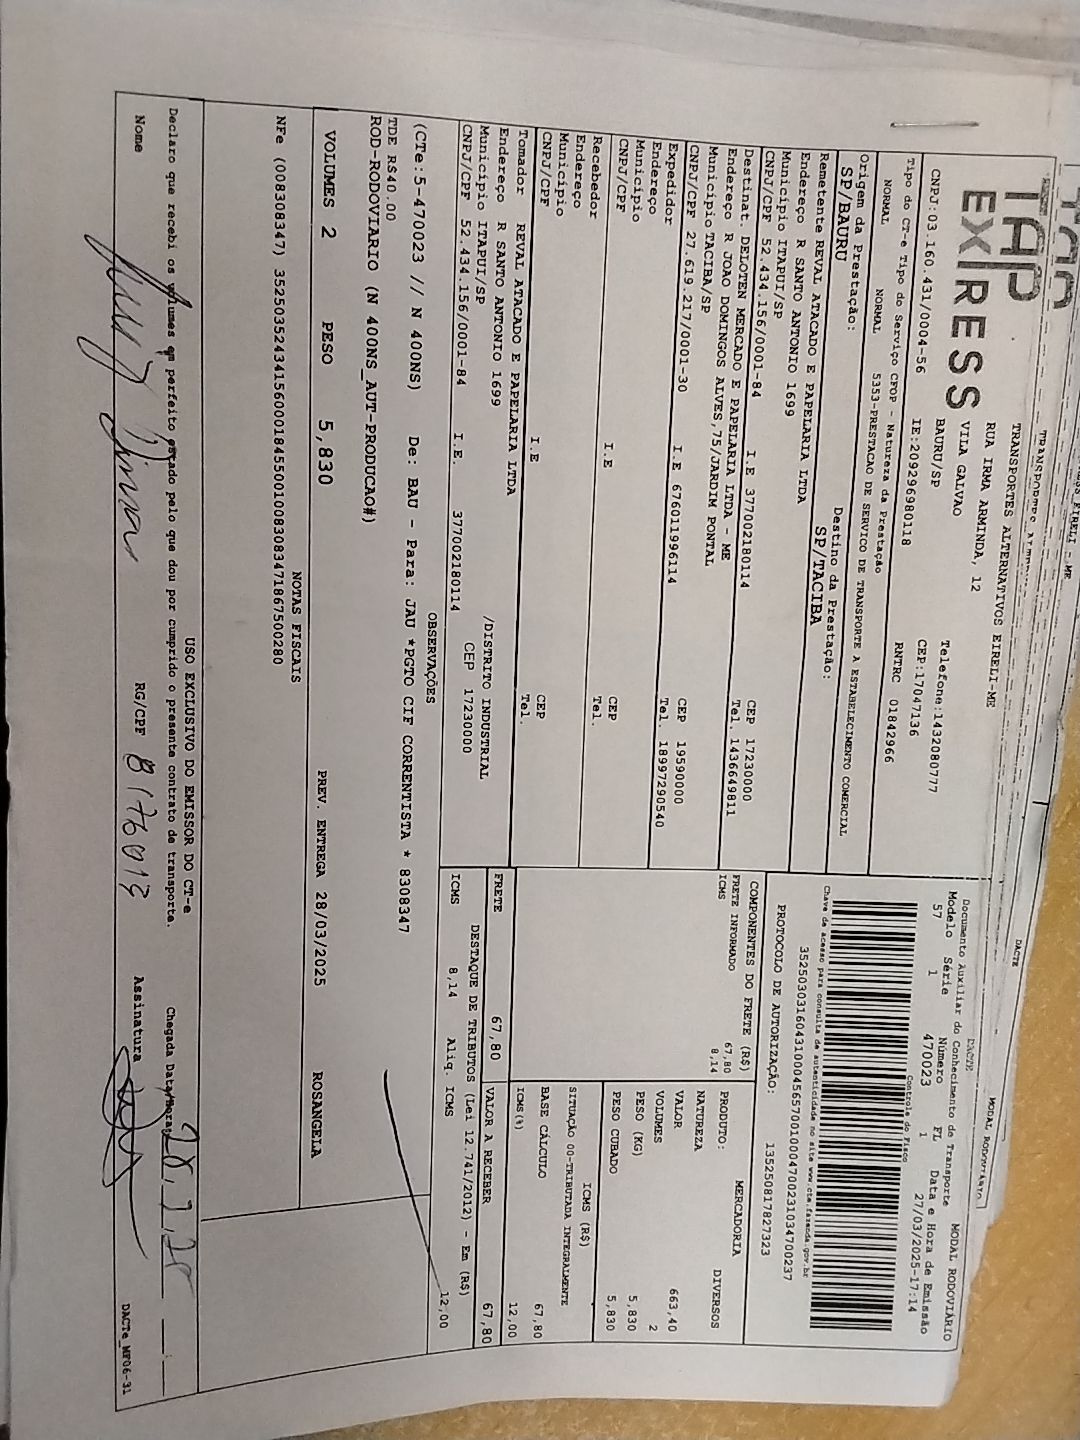 TAP
EXPRESS
TRANSPORTES ALTERNATIVOS EIRELI-ME
RUA IRMA ARMINDA, 12
VILA GALVAO
BAURU/SP
Telefone:1432080777
CEP:17047136
CNPJ:03.160.431/0004-56 IE:209296980118 RNTRC 01842966
Tipo do CT-e Tipo do Serviço CFOP - Natureza da Prestação
NORMAL NORMAL 5353-PRESTACAO DE SERVICO DE TRANSPORTE A ESTABELECIMENTO COMERCIAL
Origem da Prestação: Destino da Prestação:
SP/BAURU SP/TACIBA
Remetente REVAL ATACADO E PAPELARIA LTDA
Endereço R SANTO ANTONIO 1699
Município ITAPUI/SP CEP 17230000
CNPJ/CPF 52.434.156/0001-84 I.E 377002180114 Tel. 1436649811
Destinat. DELOTEN MERCADO E PAPELARIA LTDA - ME
Endereço R JOAO DOMINGOS ALVES,75/JARDIM PONTAL
Município TACIBA/SP CEP 19590000
CNPJ/CPF 27.619.217/0001-30 I.E 676011996114 Tel. 18997290540
Expedidor
Endereço
Município CEP
CNPJ/CPF I.E Tel.
Recebedor
Endereço
Município CEP
CNPJ/CPF I.E Tel.
Tomador REVAL ATACADO E PAPELARIA LTDA
Endereço R SANTO ANTONIO 1699 /DISTRITO INDUSTRIAL
Município ITAPUI/SP CEP 17230000
CNPJ/CPF 52.434.156/0001-84 I.E. 377002180114
DACTE MODAL RODOVIÁRIO
Documento Auxiliar do Conhecimento de Transporte
Modelo Série Número FL Data e Hora de Emissão
57 1 470023 1 27/03/2025-17:14
Controle do Fisco
Chave de acesso para consulta de autenticidade no site www.cte.fazenda.gov.br
35250303160431000456570010004700231034700237
PROTOCOLO DE AUTORIZAÇÃO: 135250817827323
COMPONENTES DO FRETE (R$)
FRETE INFORMADO 67,80
ICMS 8,14
PRODUTO: MERCADORIA
NATUREZA DIVERSOS
VALOR 663,40
VOLUMES 2
PESO (KG) 5,830
PESO CUBADO 5,830
ICMS (R$)
SITUAÇÃO 00-TRIBUTADA INTEGRALMENTE
BASE CÁLCULO 67,80
ICMS(%) 12,00
FRETE 67,80 VALOR A RECEBER 67,80
DESTAQUE DE TRIBUTOS (Lei 12.741/2012) - Em (R$)
ICMS 8,14 Aliq. ICMS 12,00
OBSERVAÇÕES
(CTe:5-470023 // N 400NS) De: BAU - Para: JAU *PGTO CIF CORRENTISTA * 8308347
TDE R$40.00
ROD-RODOVIARIO (N 400NS_AUT-PRODUCAO#)
VOLUMES 2 PESO 5,830 PREV. ENTREGA 28/03/2025 ROSANGELA
NOTAS FISCAIS
NFe (008308347) 35250352434156000184550010083083471867500280
USO EXCLUSIVO DO EMISSOR DO CT-e
Declaro que recebi os volumes em perfeito estado pelo que dou por cumprido o presente contrato de transporte. Chegada Data/Hora:
Nome RG/CPF Assinatura
DACTe_MF06-31